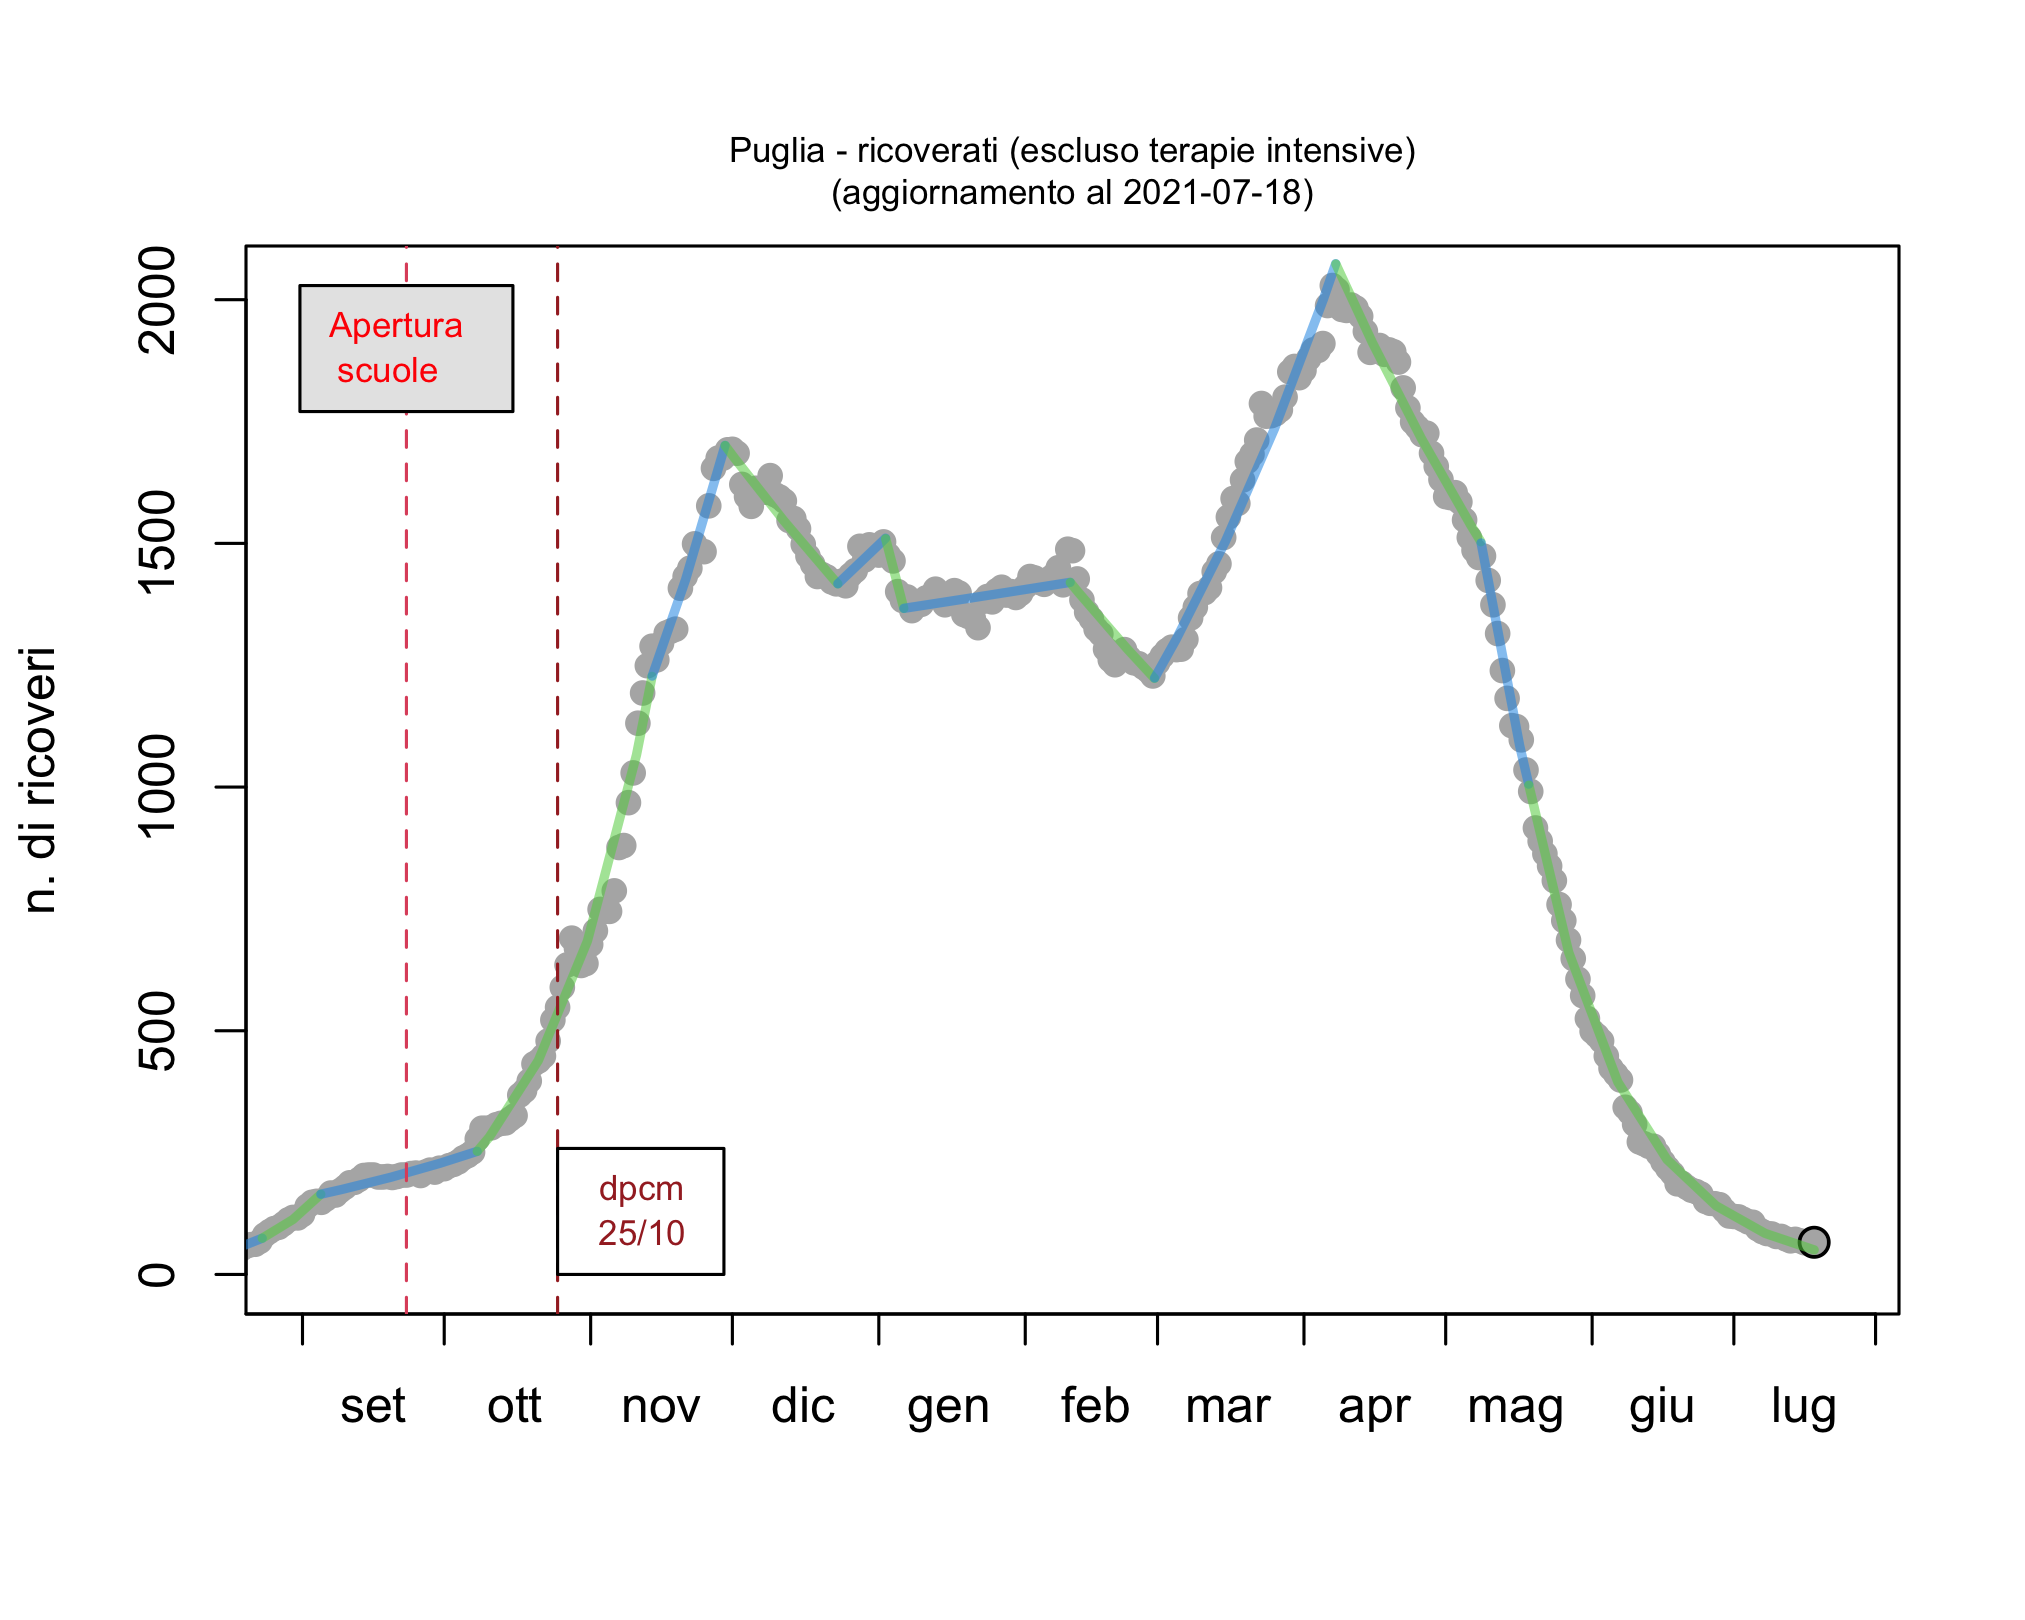 Puglia - ricoverati (escluso terapie intensive)
(aggiornamento al 2021-07-18)
n. di ricoveri
2000
1500
1000
500
0
Apertura
scuole
dpcm
25/10
set ott nov dic gen feb mar apr mag giu lug